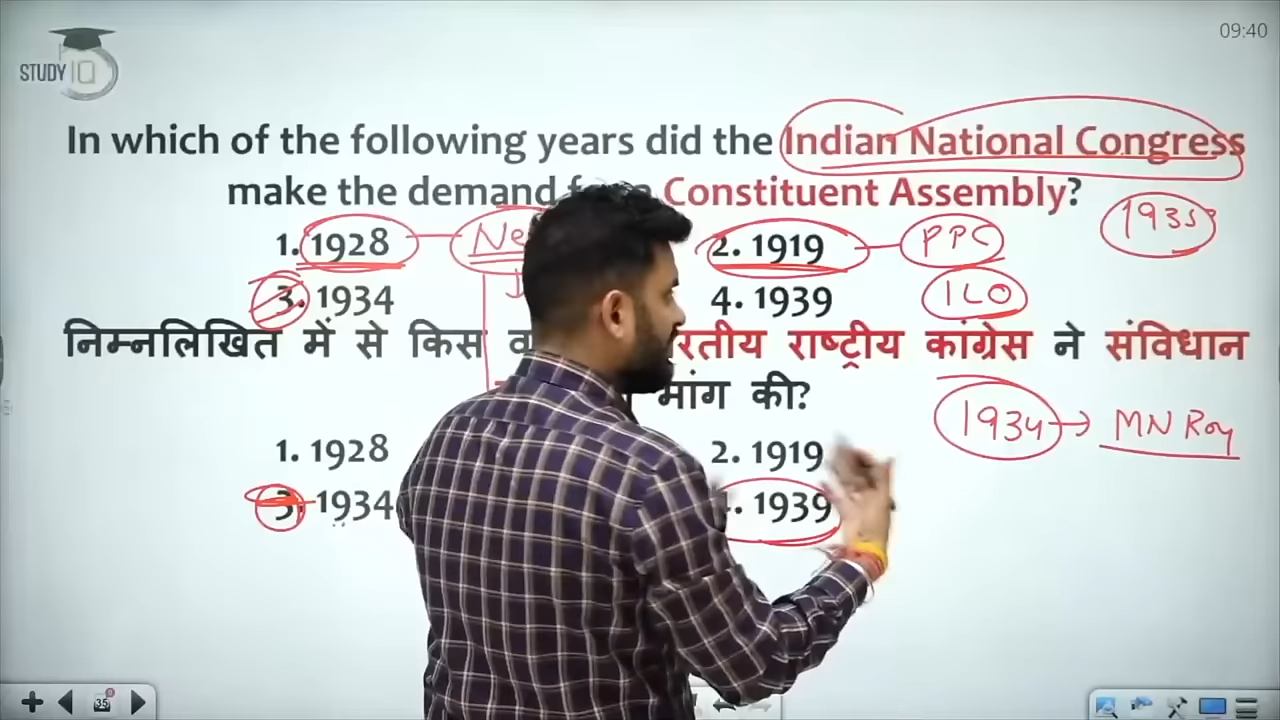 09:40
STUDY IQ
In which of the following years did the Indian National Congress
make the demand Constituent Assembly?
1. 1928
2. 1919 PPC
1935
3. 1934
4. 1939 ILO
निम्नलिखित में से किस राष्ट्रीय कांग्रेस ने संविधान
मांग की?
1934 → MN Roy
1. 1928
2. 1919
3. 1934
1939
35